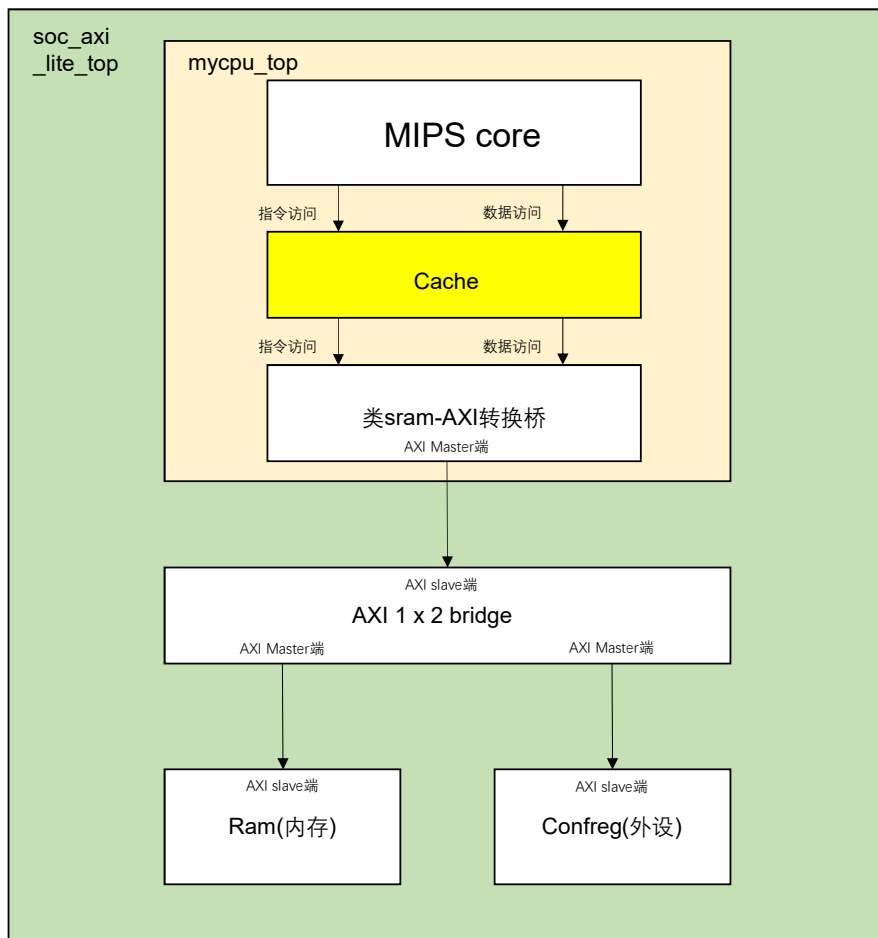 soc_axi
_lite_top
mycpu_top
MIPS core
指令访问
数据访问
Cache
指令访问
数据访问
类sram-AXI转换桥
AXI Master端
AXI slave端
AXI 1 x 2 bridge
AXI Master端
AXI Master端
AXI slave端
AXI slave端
Ram(内存)
Confreg(外设)